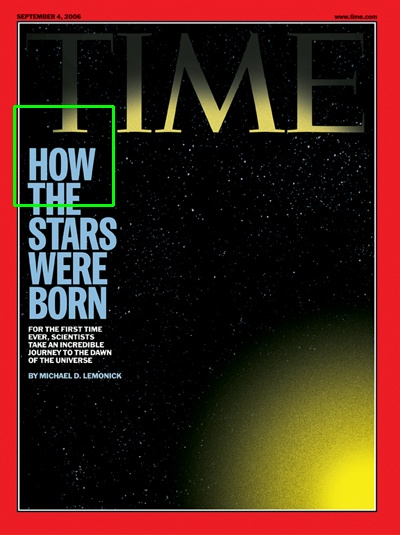 SEPTEMBER 4, 2006
www.time.com
TIME
HOW
THE
STARS
WERE
BORN
FOR THE FIRST TIME
EVER, SCIENTISTS
TAKE AN INCREDIBLE
JOURNEY TO THE DAWN
OF THE UNIVERSE
BY MICHAEL D. LEMONICK